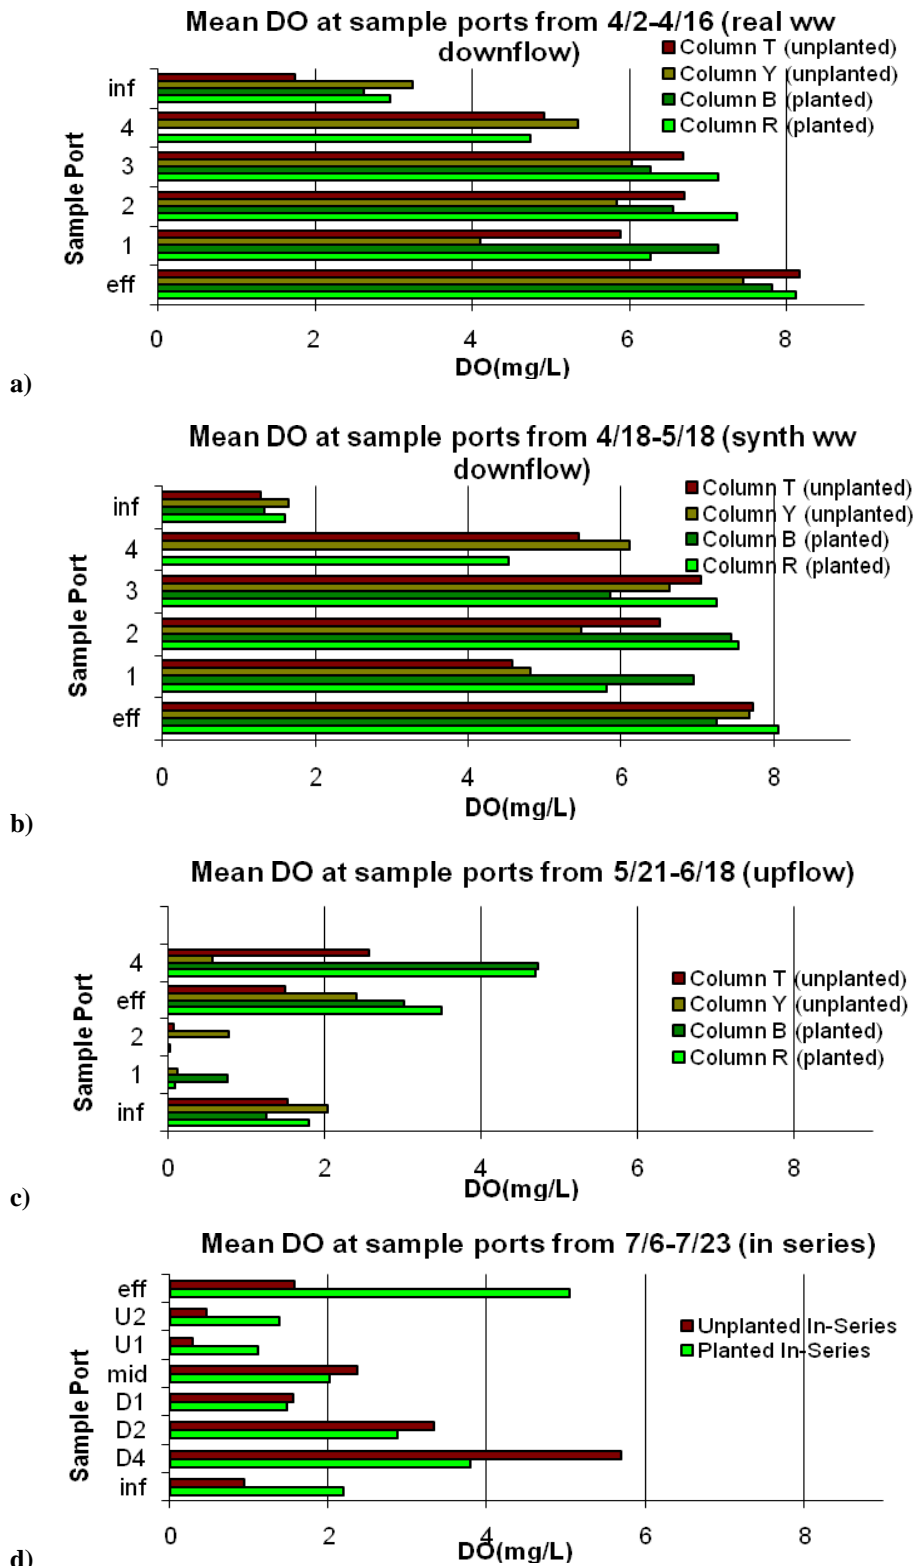 Mean DO at sample ports from 4/2-4/16 (real ww
downflow)
Column T (unplanted)
Column Y (unplanted)
Column B (planted)
Column R (planted)
Sample Port
inf
4
3
2
1
eff
0 2 4 6 8
DO(mg/L)
a)
Mean DO at sample ports from 4/18-5/18 (synth ww
downflow)
Column T (unplanted)
Column Y (unplanted)
Column B (planted)
Column R (planted)
Sample Port
inf
4
3
2
1
eff
0 2 4 6 8
DO(mg/L)
b)
Mean DO at sample ports from 5/21-6/18 (upflow)
Column T (unplanted)
Column Y (unplanted)
Column B (planted)
Column R (planted)
Sample Port
4
eff
2
1
inf
0 2 4 6 8
DO(mg/L)
c)
Mean DO at sample ports from 7/6-7/23 (in series)
Unplanted In-Series
Planted In-Series
Sample Port
eff
U2
U1
mid
D1
D2
D4
inf
0 2 4 6 8
DO(mg/L)
d)